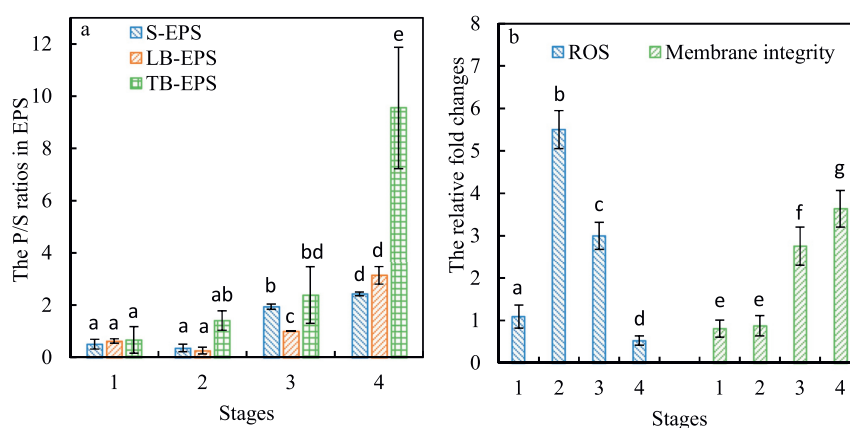 a
S-EPS
LB-EPS
TB-EPS
The P/S ratios in EPS
12
10
8
6
4
2
0
a a a
a a ab
b c bd
d d e
1 2 3 4
Stages
b
ROS Membrane integrity
The relative fold changes
8
7
6
5
4
3
2
1
0
a b c d e e f g
1 2 3 4 1 2 3 4
Stages